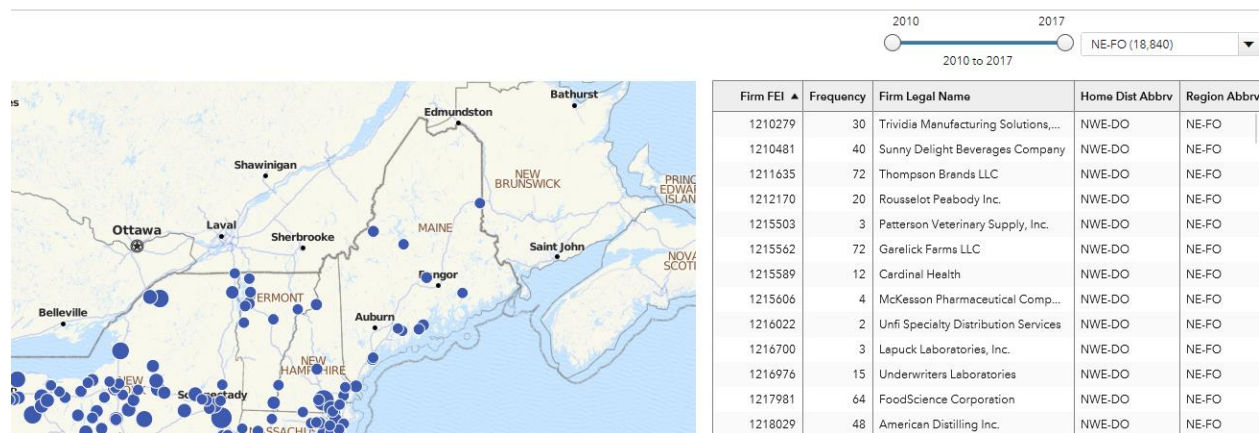 2010 2017
NE-FO (18,840)
2010 to 2017
Bathurst
Edmundston
Shawinigan
NEW
BRUNSWICK
PRINC
EDWAR
ISLAN
Ottawa
Laval
Sherbrooke
MAINE
Saint John
NOVA
SCOTI
Bangor
VERMONT
Belleville
Auburn
NEW
HAMPSHIRE
NEW
Schenectady
MASSACHU
Firm FEI Frequency Firm Legal Name Home Dist Abbrv Region Abbrv
1210279 30 Trividia Manufacturing Solutions,... NWE-DO NE-FO
1210481 40 Sunny Delight Beverages Company NWE-DO NE-FO
1211635 72 Thompson Brands LLC NWE-DO NE-FO
1212170 20 Rousselot Peabody Inc. NWE-DO NE-FO
1215503 3 Patterson Veterinary Supply, Inc. NWE-DO NE-FO
1215562 72 Garelick Farms LLC NWE-DO NE-FO
1215589 12 Cardinal Health NWE-DO NE-FO
1215606 4 McKesson Pharmaceutical Comp... NWE-DO NE-FO
1216022 2 Unfi Specialty Distribution Services NWE-DO NE-FO
1216700 3 Lapuck Laboratories, Inc. NWE-DO NE-FO
1216976 15 Underwriters Laboratories NWE-DO NE-FO
1217981 64 FoodScience Corporation NWE-DO NE-FO
1218029 48 American Distilling Inc. NWE-DO NE-FO